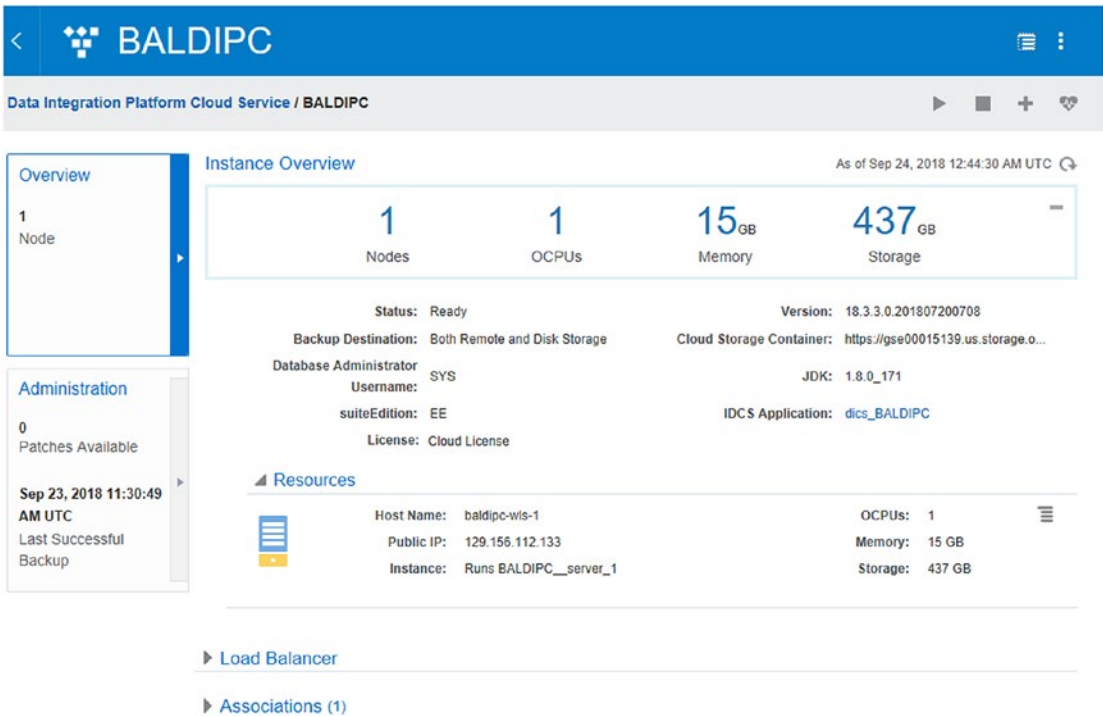 BALDIPC
Data Integration Platform Cloud Service / BALDIPC
Overview
1
Node
Administration
0
Patches Available
Sep 23, 2018 11:30:49
AM UTC
Last Successful
Backup
Instance Overview
As of Sep 24, 2018 12:44:30 AM UTC
1
Nodes
1
OCPUs
15 GB
Memory
437 GB
Storage
Status: Ready
Backup Destination: Both Remote and Disk Storage
Database Administrator
Username: SYS
suiteEdition: EE
License: Cloud License
Version: 18.3.3.0.201807200708
Cloud Storage Container: https://gse00015139.us.storage.o...
JDK: 1.8.0_171
IDCS Application: dics_BALDIPC
Resources
Host Name: baldipc-wls-1
Public IP: 129.156.112.133
Instance: Runs BALDIPC__server_1
OCPUs: 1
Memory: 15 GB
Storage: 437 GB
Load Balancer
Associations (1)